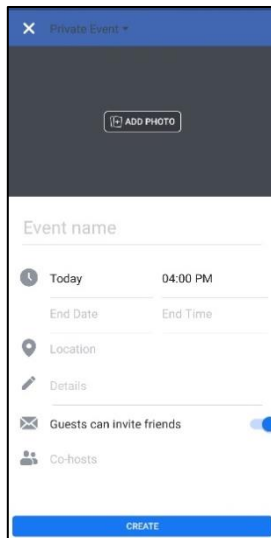 Private Event
ADD PHOTO
Event name
Today 04:00 PM
End Date End Time
Location
Details
Guests can invite friends
Co-hosts
CREATE